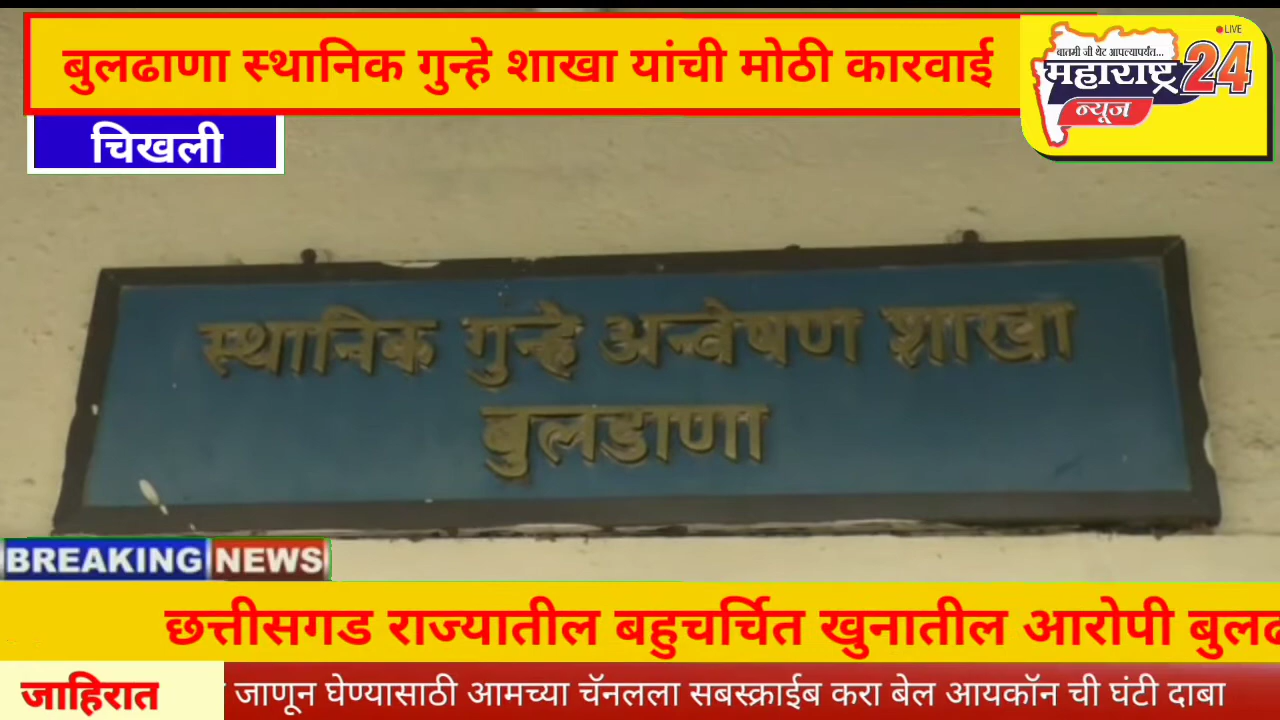 बुलढाणा स्थानिक गुन्हे शाखा यांची मोठी कारवाई
LIVE
बातमी जी थेट आपल्यापर्यंत...
महाराष्ट्र 24
न्यूज
चिखली
स्थानिक गुन्हे अन्वेषण शाखा
बुलडाणा
BREAKING NEWS
छत्तीसगड राज्यातील बहुचर्चित खुनातील आरोपी
जाहिरात
जाणून घेण्यासाठी आमच्या चॅनलला सबस्क्राईब करा बेल आयकॉन ची घंटी दाबा